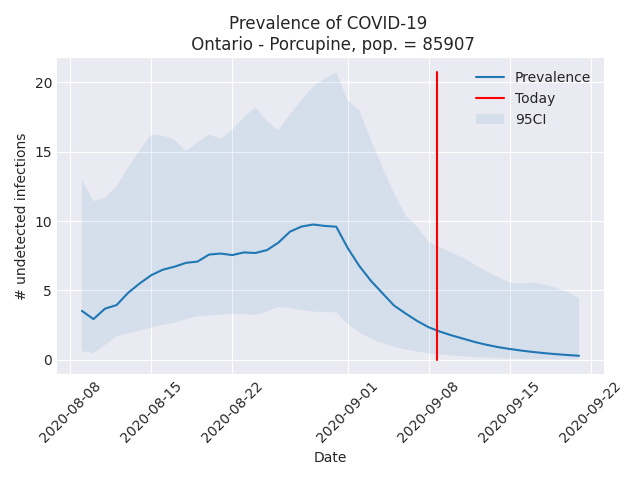 Prevalence of COVID-19
Ontario - Porcupine, pop. = 85907
20
15
10
5
0
# undetected infections
Prevalence
Today
95CI
2020-08-08
2020-08-15
2020-08-22
2020-09-01
2020-09-08
2020-09-15
2020-09-22
Date